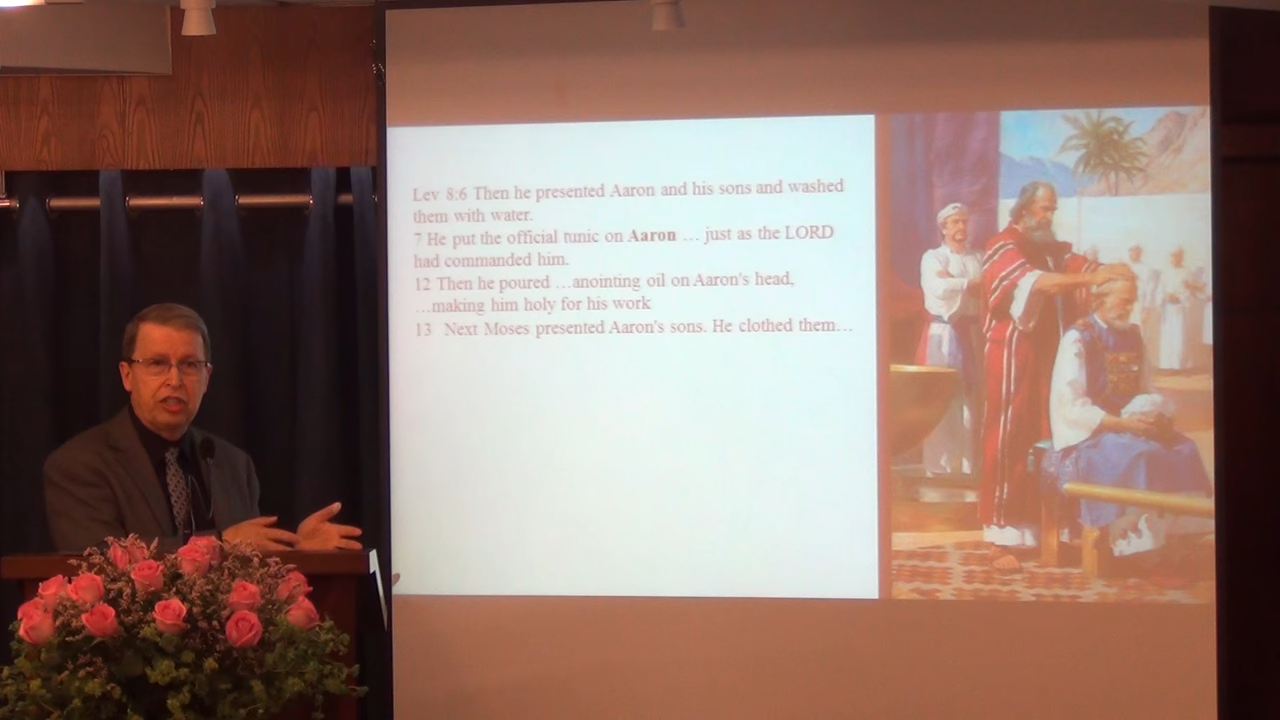 Lev 8:6 Then he presented Aaron and his sons and washed
them with water.
7 He put the official tunic on Aaron … just as the LORD
had commanded him.
12 Then he poured …anointing oil on Aaron's head,
…making him holy for his work
13 Next Moses presented Aaron's sons. He clothed them…